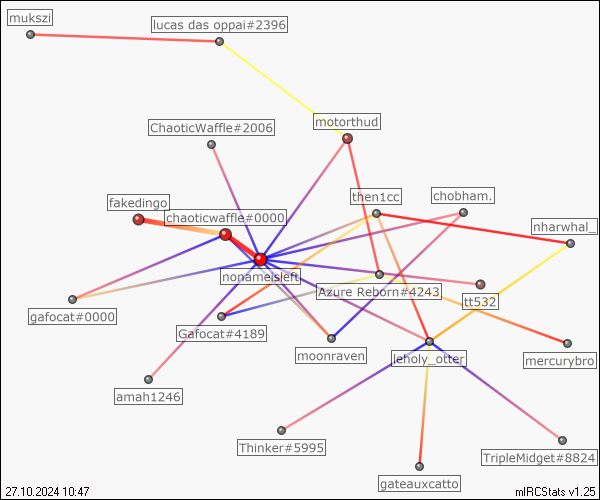 mukszi
lucas das oppai#2396
motorthud
ChaoticWaffle#2006
fakedingo
then1cc
chobham.
chaoticwaffle#0000
nharwhal_
nonameisleft
Azure Reborn#4243
tt532
gafocat#0000
Gafocat#4189
moonraven
leholy_otter
mercurybro
amah1246
Thinker#5995
TripleMidget#8824
gateauxcatto
27.10.2024 10:47
mIRCStats v1.25